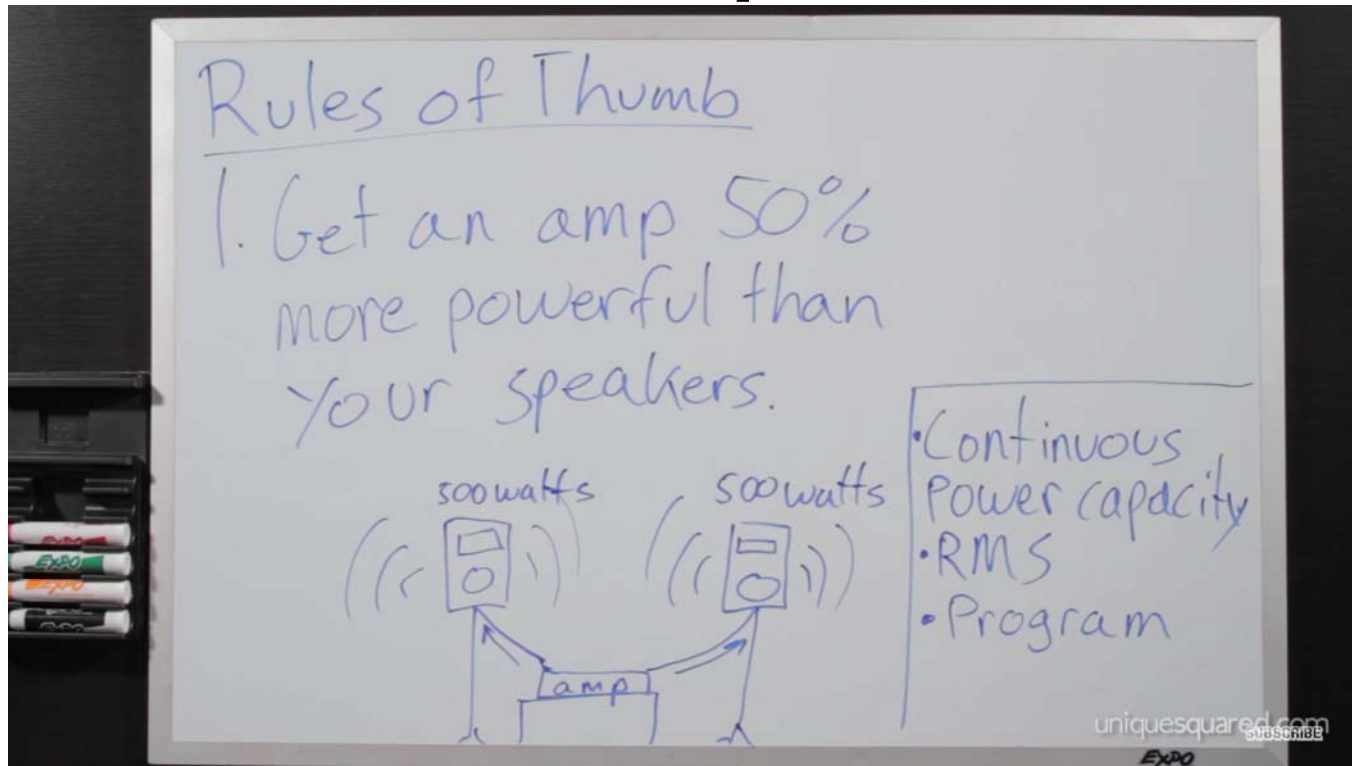 Rules of Thumb
1. Get an amp 50%
more powerful than
your speakers.
500 watts
500 watts
amp
• Continuous
power capacity
• RMS
• Program
EXPO
EXPO
EXPO
uniquesquared.com
SUBSCRIBE
EXPO